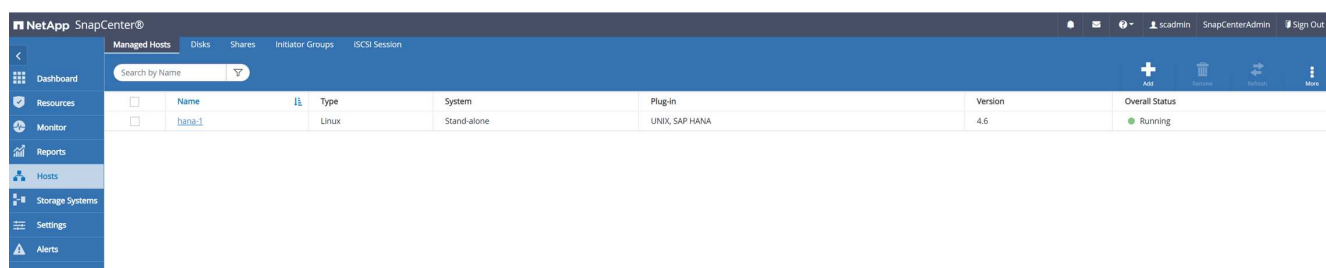 NetApp SnapCenter®
scadmin SnapCenterAdmin Sign Out
Managed Hosts Disks Shares Initiator Groups iSCSI Session
Search by Name
Add Remove Refresh More
Dashboard
Resources
Monitor
Reports
Hosts
Storage Systems
Settings
Alerts
Name Type System Plug-in Version Overall Status
hana-1 Linux Stand-alone UNIX, SAP HANA 4.6 Running